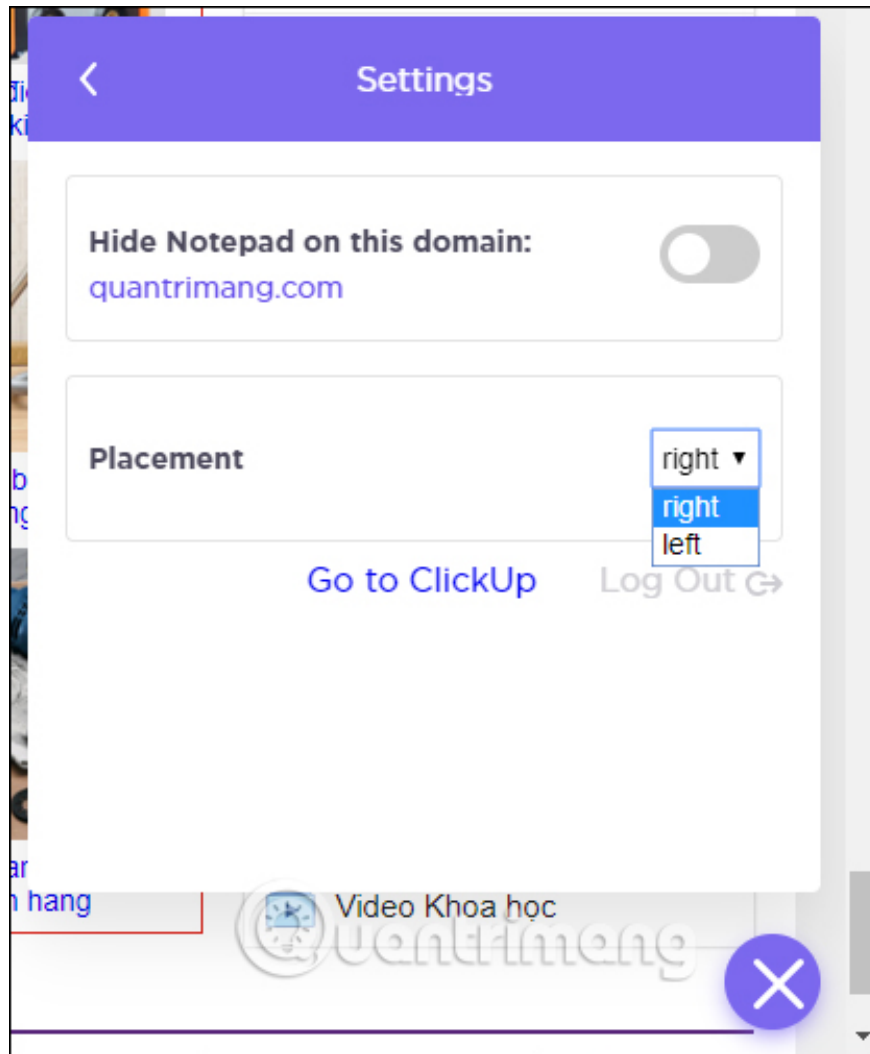 Settings
Hide Notepad on this domain:
quantrimang.com
Placement
right
right
left
Go to ClickUp
Log Out
hang
Video Khoa học
Quantrimang